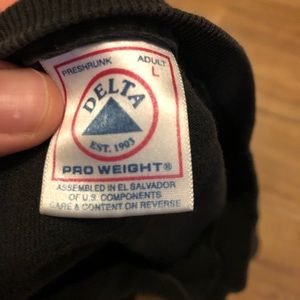 PRESHRUNK ADULT
L
DELTA
EST. 1903
PRO WEIGHT®
ASSEMBLED IN EL SALVADOR
OF U.S. COMPONENTS
CARE & CONTENT ON REVERSE